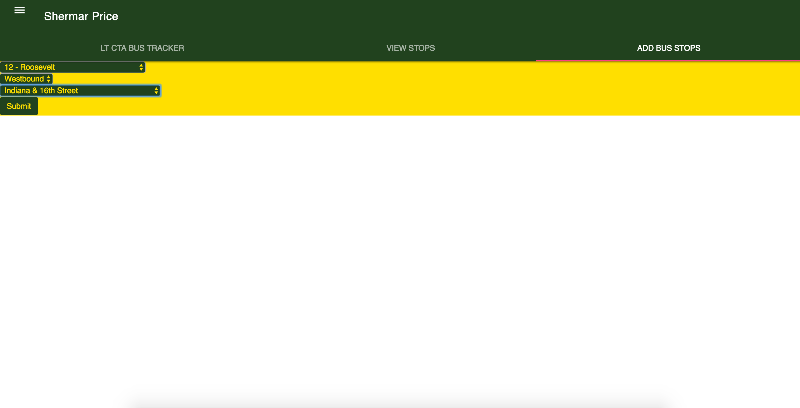 Shermar Price
LT CTA BUS TRACKER VIEW STOPS ADD BUS STOPS
12 - Roosevelt
Westbound
Indiana & 16th Street
Submit